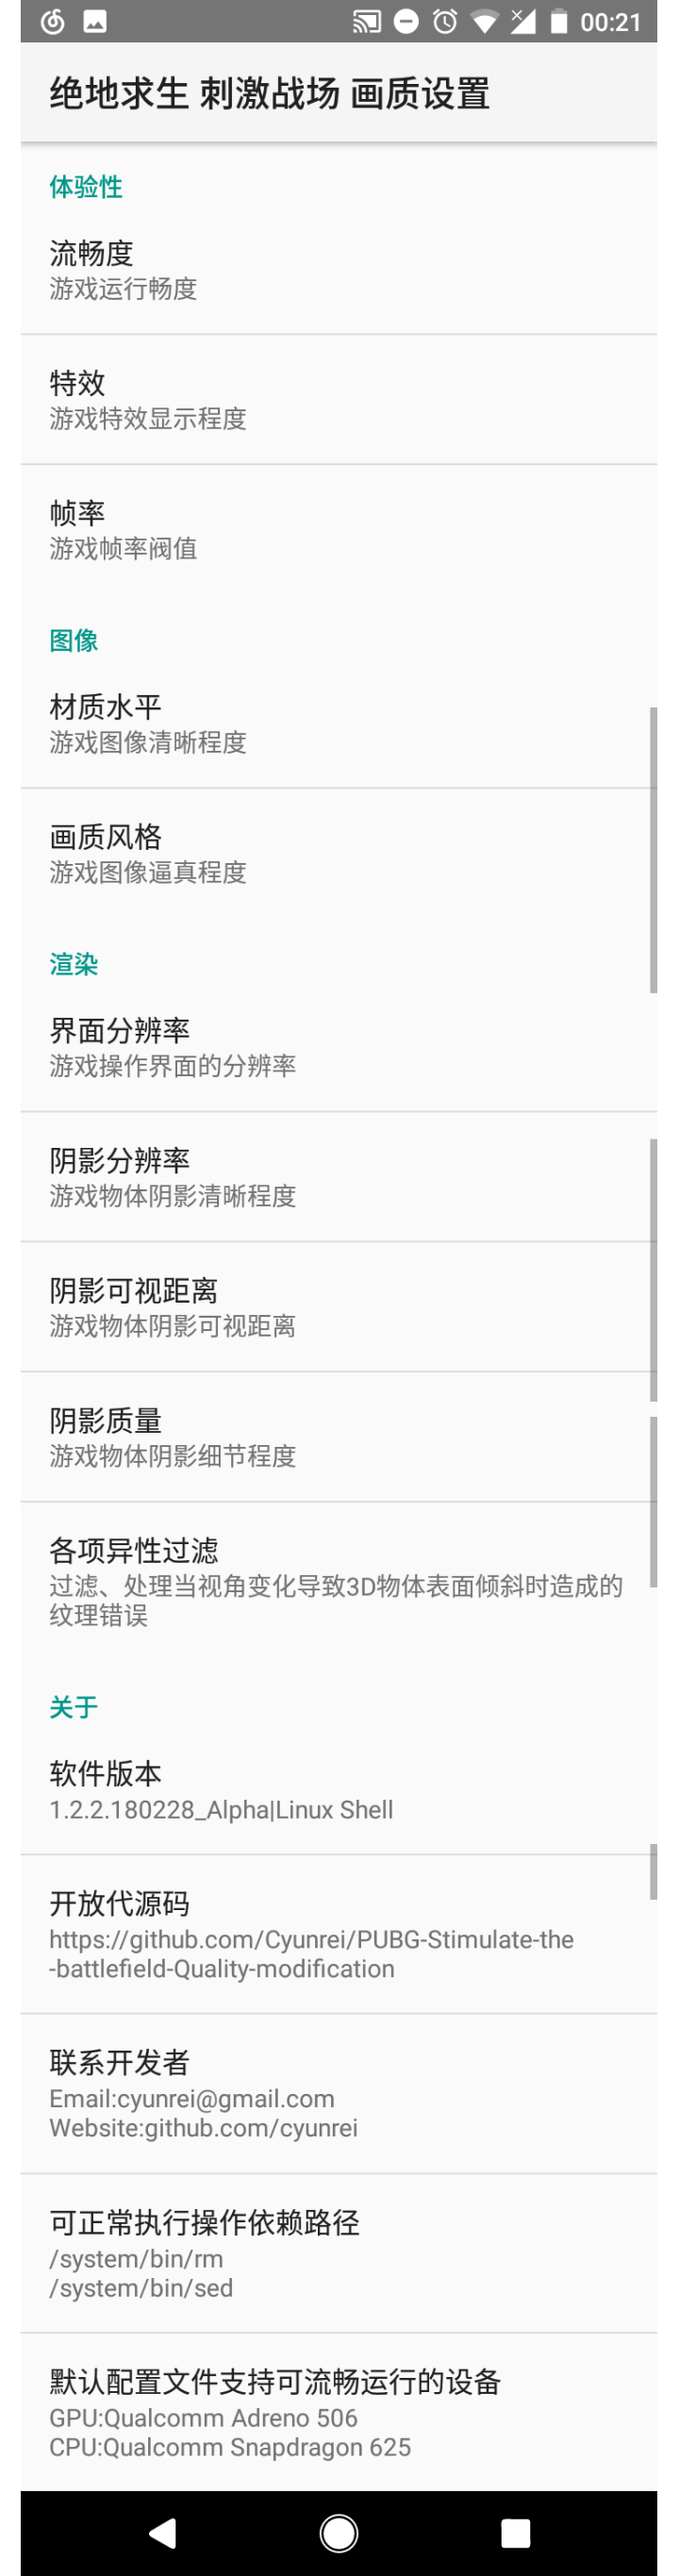 00:21
绝地求生 刺激战场 画质设置
体验性
流畅度
游戏运行畅度
特效
游戏特效显示程度
帧率
游戏帧率阀值
图像
材质水平
游戏图像清晰程度
画质风格
游戏图像逼真程度
渲染
界面分辨率
游戏操作界面的分辨率
阴影分辨率
游戏物体阴影清晰程度
阴影可视距离
游戏物体阴影可视距离
阴影质量
游戏物体阴影细节程度
各项异性过滤
过滤、处理当视角变化导致3D物体表面倾斜时造成的
纹理错误
关于
软件版本
1.2.2.180228_Alpha|Linux Shell
开放代源码
https://github.com/Cyunrei/PUBG-Stimulate-the
-battlefield-Quality-modification
联系开发者
Email:cyunrei@gmail.com
Website:github.com/cyunrei
可正常执行操作依赖路径
/system/bin/rm
/system/bin/sed
默认配置文件支持可流畅运行的设备
GPU:Qualcomm Adreno 506
CPU:Qualcomm Snapdragon 625